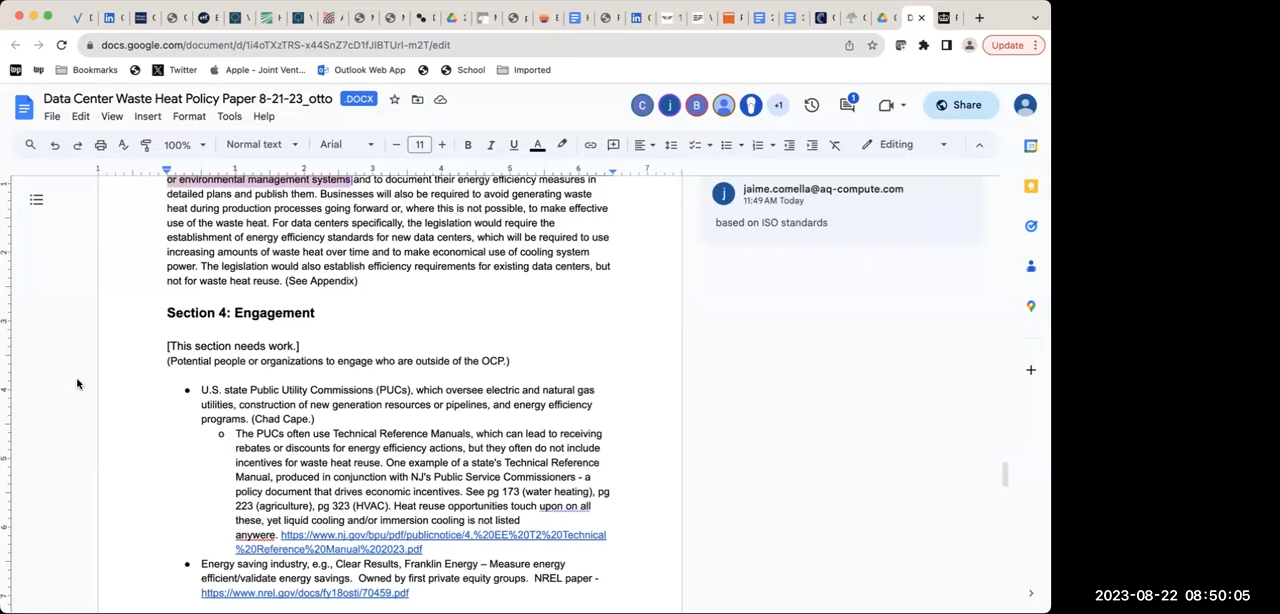 docs.google.com/document/d/1i4oTXzTRS-x44SnZ7cD1fJIBTUrI-m2T/edit
Update
Bookmarks
Twitter
Apple - Joint Vent...
Outlook Web App
School
Imported
Data Center Waste Heat Policy Paper 8-21-23_otto
.DOCX
File Edit View Insert Format Tools Help
C j B +1
1
Share
100% Normal text Arial 11 Editing
or environmental management systems and to document their energy efficiency measures in
detailed plans and publish them. Businesses will also be required to avoid generating waste
heat during production processes going forward or, where this is not possible, to make effective
use of the waste heat. For data centers specifically, the legislation would require the
establishment of energy efficiency standards for new data centers, which will be required to use
increasing amounts of waste heat over time and to make economical use of cooling system
power. The legislation would also establish efficiency requirements for existing data centers, but
not for waste heat reuse. (See Appendix)
jaime.comella@aq-compute.com
11:49 AM Today
based on ISO standards
Section 4: Engagement
[This section needs work.]
(Potential people or organizations to engage who are outside of the OCP.)
● U.S. state Public Utility Commissions (PUCs), which oversee electric and natural gas
utilities, construction of new generation resources or pipelines, and energy efficiency
programs. (Chad Cape.)
o The PUCs often use Technical Reference Manuals, which can lead to receiving
rebates or discounts for energy efficiency actions, but they often do not include
incentives for waste heat reuse. One example of a state's Technical Reference
Manual, produced in conjunction with NJ's Public Service Commissioners - a
policy document that drives economic incentives. See pg 173 (water heating), pg
223 (agriculture), pg 323 (HVAC). Heat reuse opportunities touch upon on all
these, yet liquid cooling and/or immersion cooling is not listed
anywere. https://www.nj.gov/bpu/pdf/publicnotice/4.%20EE%20T2%20Technical
%20Reference%20Manual%202023.pdf
● Energy saving industry, e.g., Clear Results, Franklin Energy – Measure energy
efficient/validate energy savings. Owned by first private equity groups. NREL paper -
https://www.nrel.gov/docs/fy18osti/70459.pdf
2023-08-22 08:50:05